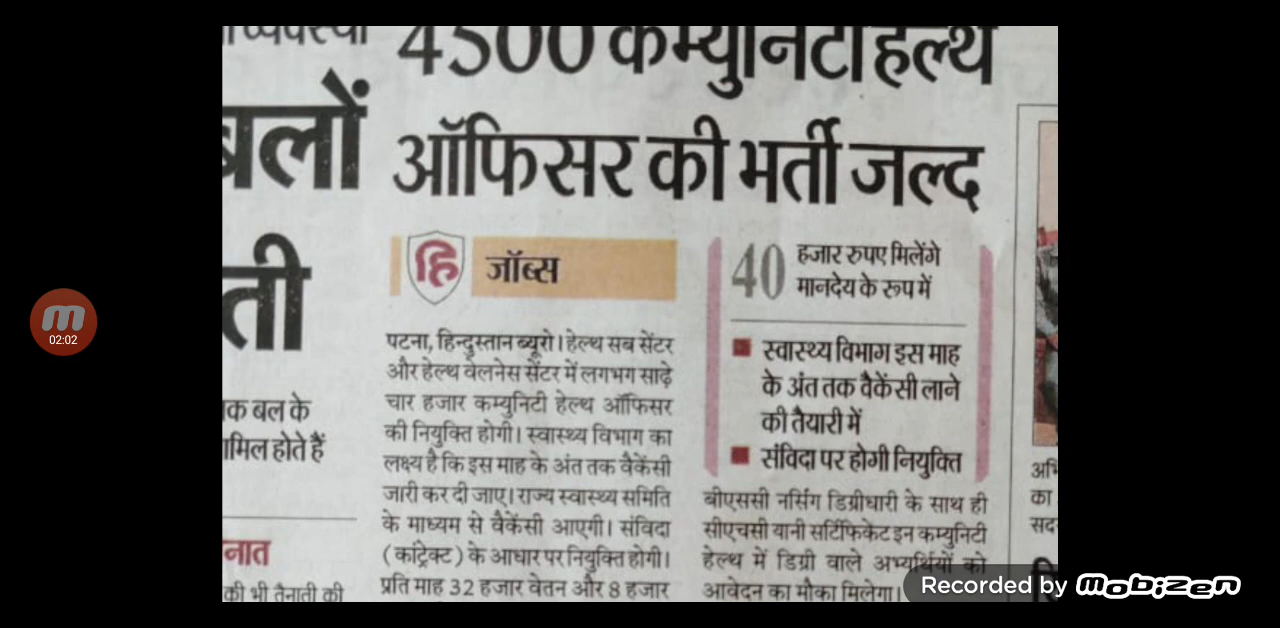 4500 कम्युनिटी हेल्थ
ऑफिसर की भर्ती जल्द
बलों
ती
क बल के
ामिल होते हैं
नात
की भी तैनाती की
हि जॉब्स
पटना, हिन्दुस्तान ब्यूरो। हेल्थ सब सेंटर
और हेल्थ वेलनेस सेंटर में लगभग साढ़े
चार हजार कम्युनिटी हेल्थ ऑफिसर
की नियुक्ति होगी। स्वास्थ्य विभाग का
लक्ष्य है कि इस माह के अंत तक वैकेंसी
जारी कर दी जाए। राज्य स्वास्थ्य समिति
के माध्यम से वैकेंसी आएगी। संविदा
(कांट्रेक्ट) के आधार पर नियुक्ति होगी।
प्रति माह 32 हजार वेतन और 8 हजार
40 हजार रुपए मिलेंगे
मानदेय के रूप में
स्वास्थ्य विभाग इस माह
के अंत तक वैकेंसी लाने
की तैयारी में
संविदा पर होगी नियुक्ति
बीएससी नर्सिंग डिग्रीधारी के साथ ही
सीएचसी यानी सर्टिफिकेट इन कम्युनिटी
हेल्थ में डिग्री वाले अभ्यर्थियों को
आवेदन का मौका मिलेगा।
अभि
का
सद
m
02:02
Recorded by mobizen